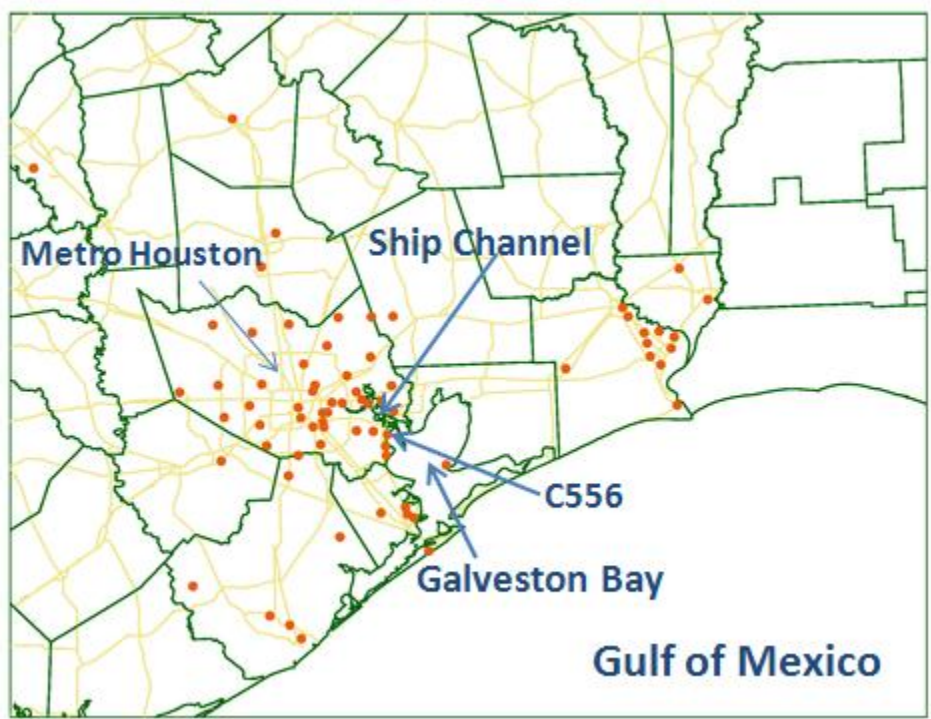 Ship Channel
Metro Houston
C556
Galveston Bay
Gulf of Mexico